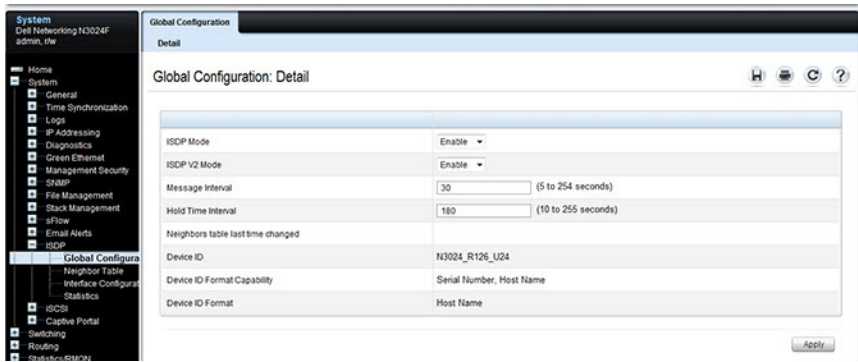 System
Dell Networking N3024F
admin, r/w
Home
System
General
Time Synchronization
Logs
IP Addressing
Diagnostics
Green Ethernet
Management Security
SNMP
File Management
Stack Management
sFlow
Email Alerts
ISDP
Global Configura
Neighbor Table
Interface Configurat
Statistics
iSCSI
Captive Portal
Switching
Routing
Statistics/RMON
Global Configuration
Detail
Global Configuration: Detail
ISDP Mode Enable
ISDP V2 Mode Enable
Message Interval 30 (5 to 254 seconds)
Hold Time Interval 180 (10 to 255 seconds)
Neighbors table last time changed
Device ID N3024_R126_U24
Device ID Format Capability Serial Number, Host Name
Device ID Format Host Name
Apply